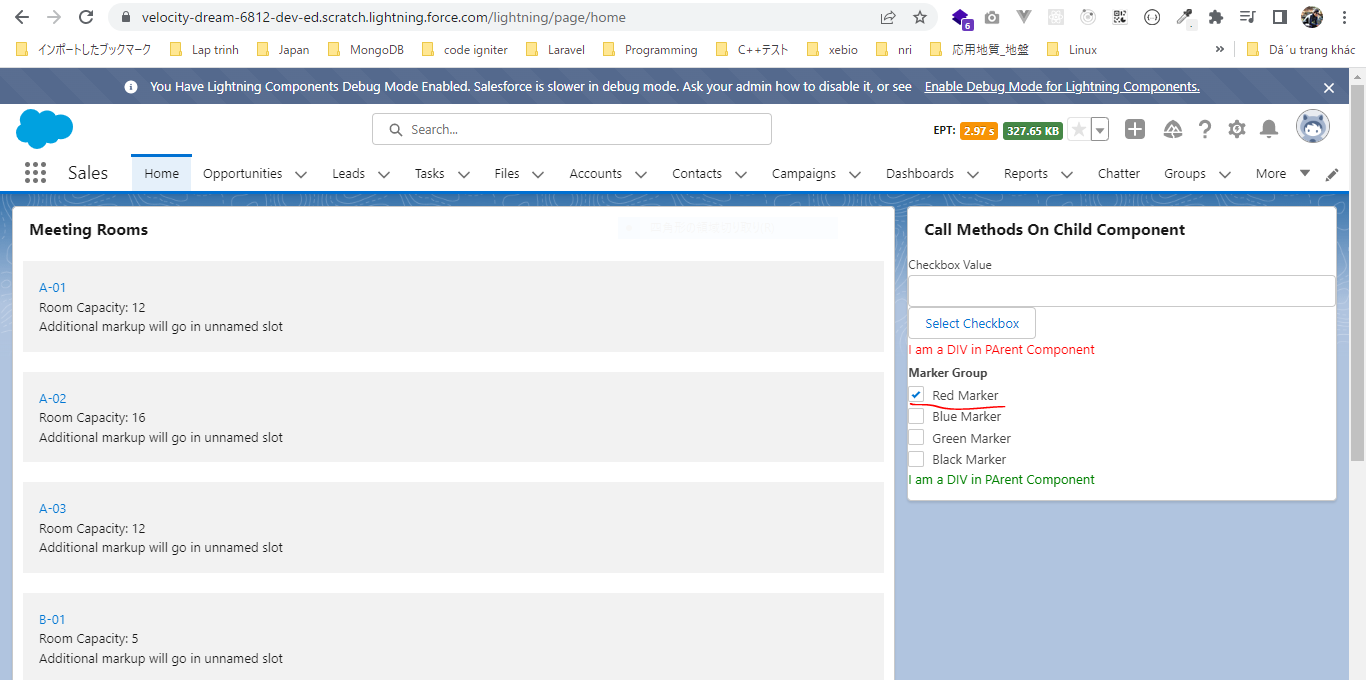 velocity-dream-6812-dev-ed.scratch.lightning.force.com/lightning/page/home
6
インポートしたブックマーク
Lap trinh
Japan
MongoDB
code igniter
Laravel
Programming
C++テスト
xebio
nri
応用地質_地盤
Linux
»
Dấu trang khác
You Have Lightning Components Debug Mode Enabled. Salesforce is slower in debug mode. Ask your admin how to disable it, or see Enable Debug Mode for Lightning Components.
Search...
EPT: 2.97 s 327.65 KB
Sales
Home
Opportunities
Leads
Tasks
Files
Accounts
Contacts
Campaigns
Dashboards
Reports
Chatter
Groups
More
Meeting Rooms
A-01
Room Capacity: 12
Additional markup will go in unnamed slot
A-02
Room Capacity: 16
Additional markup will go in unnamed slot
A-03
Room Capacity: 12
Additional markup will go in unnamed slot
B-01
Room Capacity: 5
Additional markup will go in unnamed slot
Call Methods On Child Component
Checkbox Value
Select Checkbox
I am a DIV in PArent Component
Marker Group
Red Marker
Blue Marker
Green Marker
Black Marker
I am a DIV in PArent Component